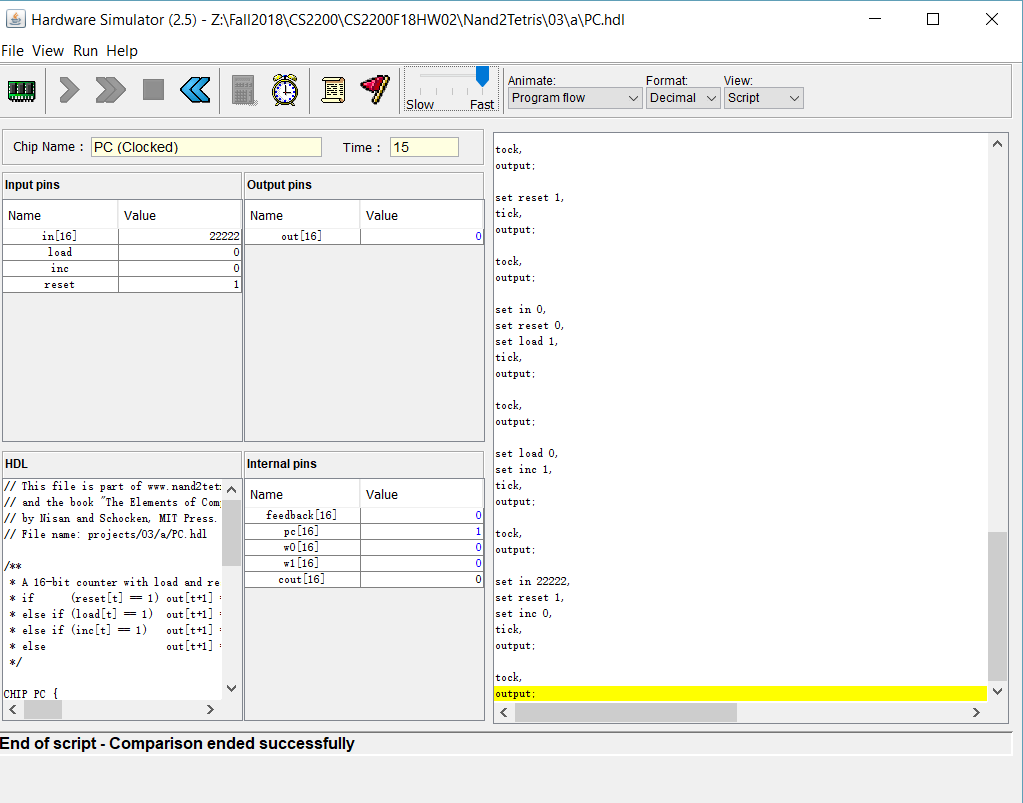 Hardware Simulator (2.5) - Z:\Fall2018\CS2200\CS2200F18HW02\Nand2Tetris\03\a\PC.hdl
File View Run Help
Slow Fast
Animate: Format: View:
Program flow Decimal Script
Chip Name : PC (Clocked) Time : 15
Input pins
Name Value
in[16] 22222
load 0
inc 0
reset 1
Output pins
Name Value
out[16] 0
HDL
// This file is part of www.nand2tet
// and the book "The Elements of Com
// by Nisan and Schocken, MIT Press.
// File name: projects/03/a/PC.hdl
/**
* A 16-bit counter with load and re
* if (reset[t] == 1) out[t+1] =
* else if (load[t] == 1) out[t+1] =
* else if (inc[t] == 1) out[t+1] =
* else out[t+1] =
*/
CHIP PC {
Internal pins
Name Value
feedback[16] 0
pc[16] 1
w0[16] 0
w1[16] 0
cout[16] 0
tock,
output;
set reset 1,
tick,
output;
tock,
output;
set in 0,
set reset 0,
set load 1,
tick,
output;
tock,
output;
set load 0,
set inc 1,
tick,
output;
tock,
output;
set in 22222,
set reset 1,
set inc 0,
tick,
output;
tock,
output;
End of script - Comparison ended successfully